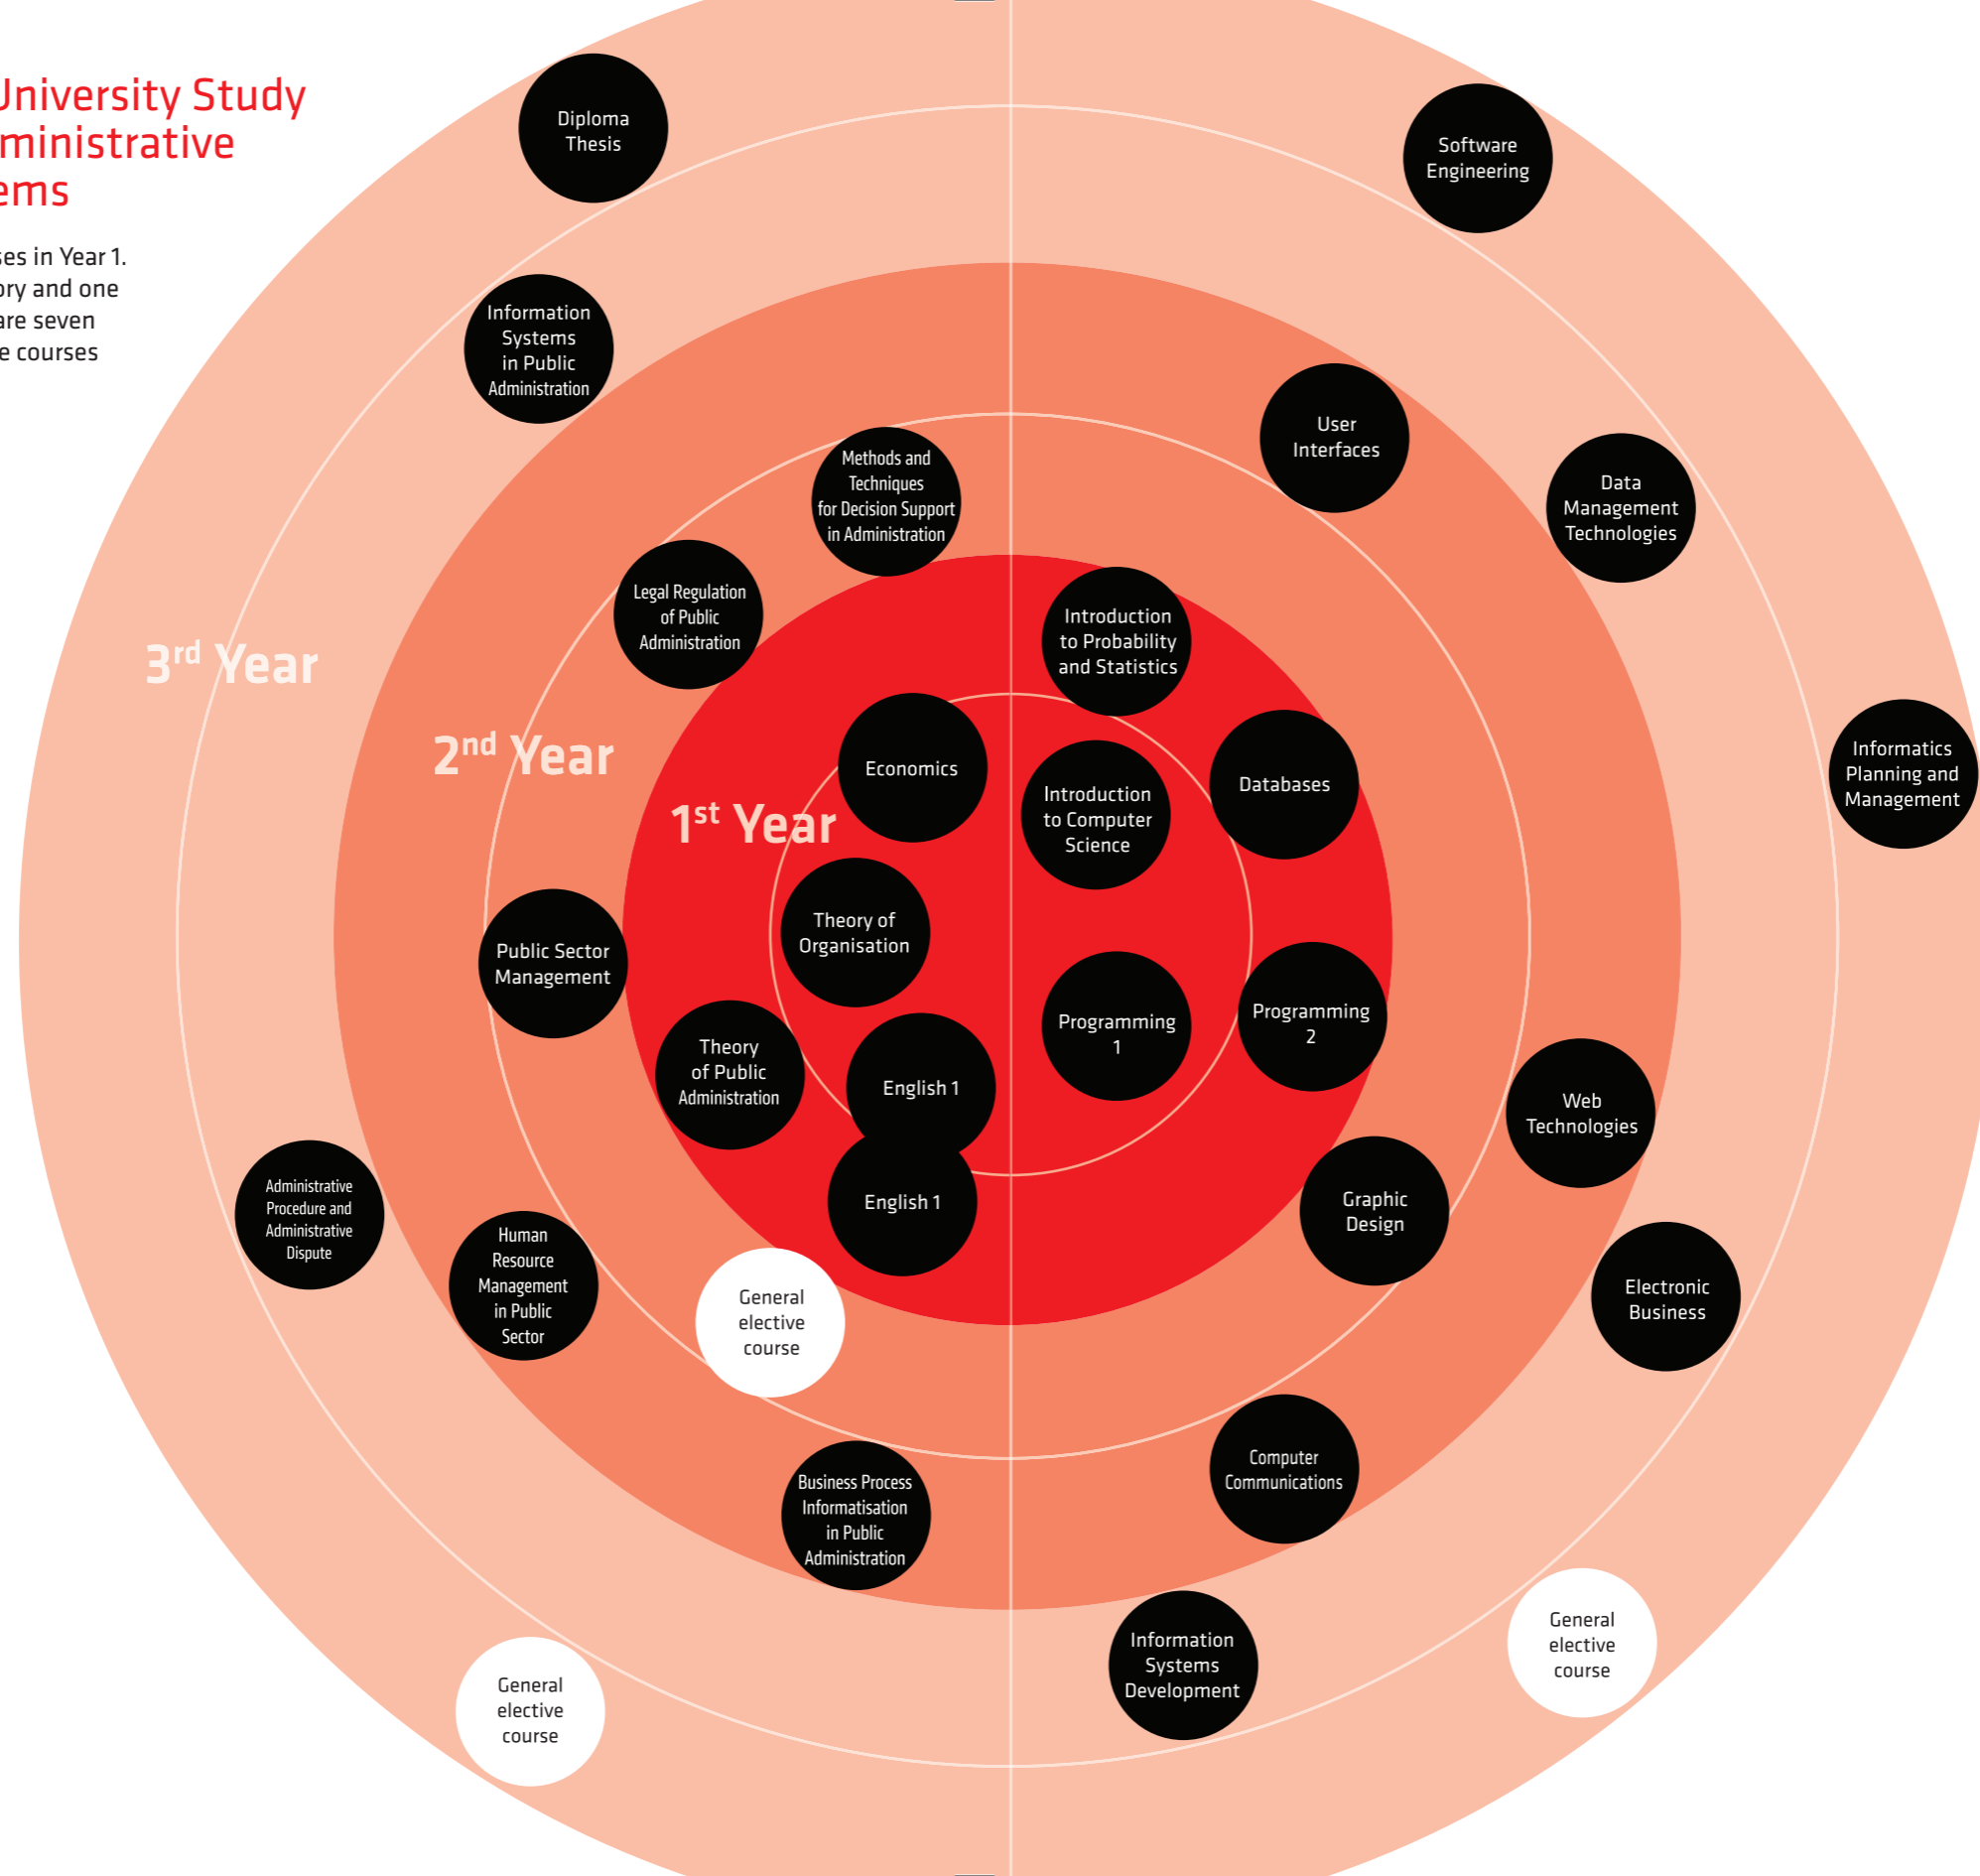 University Study
ministrative
ems
ses in Year 1.
ory and one
are seven
e courses
Diploma
Thesis
Software
Engineering
Information
Systems
in Public
Administration
User
Interfaces
Methods and
Techniques
for Decision Support
in Administration
Data
Management
Technologies
Legal Regulation
of Public
Administration
Introduction
to Probability
and Statistics
3rd Year
2nd Year
1st Year
Economics
Introduction
to Computer
Science
Databases
Informatics
Planning and
Management
Public Sector
Management
Theory of
Organisation
Programming
1
Programming
2
Theory
of Public
Administration
English 1
English 1
Web
Technologies
Graphic
Design
Administrative
Procedure and
Administrative
Dispute
Human
Resource
Management
in Public
Sector
General
elective
course
Electronic
Business
Business Process
Informatisation
in Public
Administration
Computer
Communications
General
elective
course
Information
Systems
Development
General
elective
course